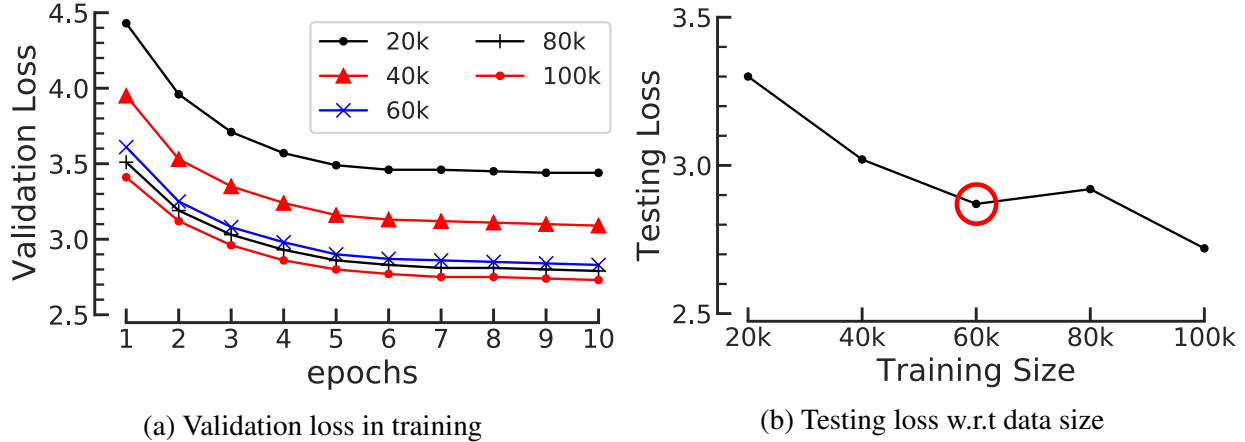 4.5
4.0
3.5
3.0
2.5
Validation Loss
20k
40k
60k
80k
100k
1 2 3 4 5 6 7 8 9 10
epochs
(a) Validation loss in training
3.5
3.0
2.5
Testing Loss
20k 40k 60k 80k 100k
Training Size
(b) Testing loss w.r.t data size